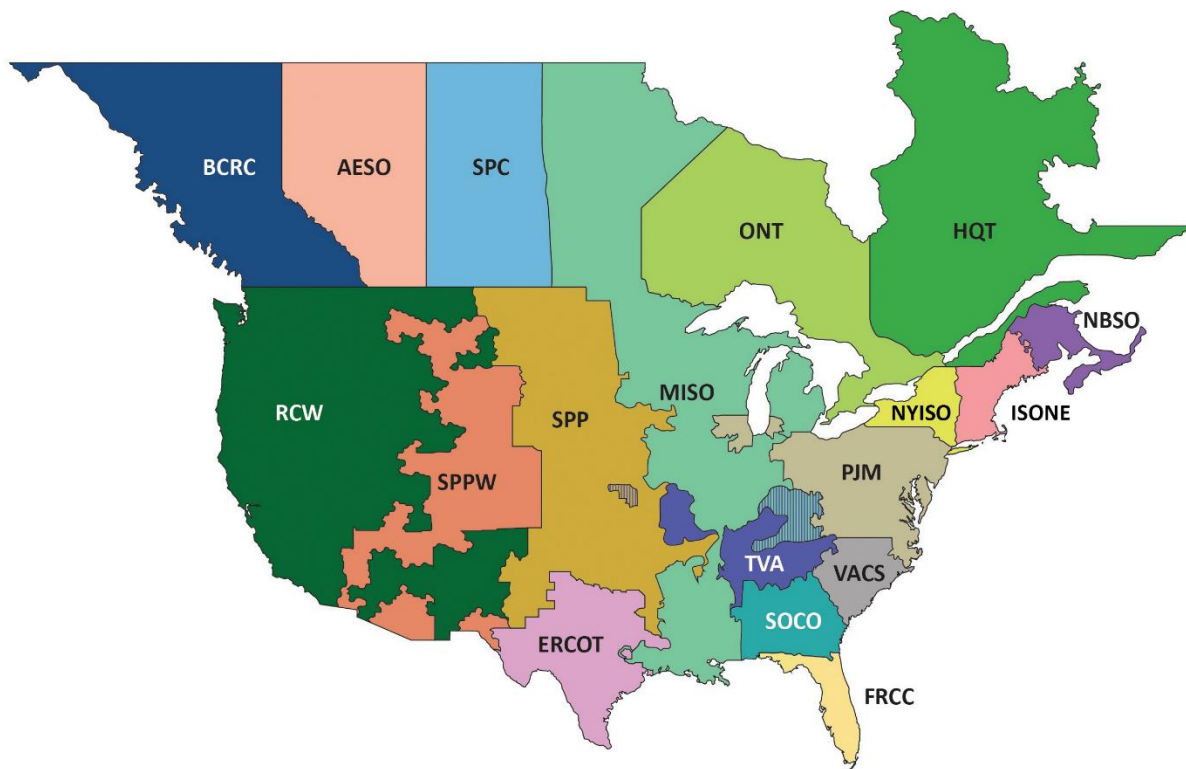 BCRC
AESO
SPC
ONT
HQT
NBSO
RCW
SPP
MISO
NYISO
ISONE
SPPW
PJM
TVA
VACS
SOCO
ERCOT
FRCC